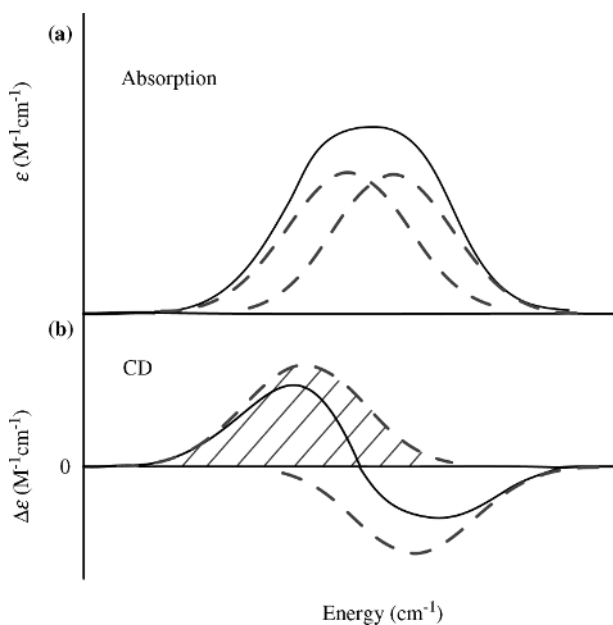 (a)
Absorption
ε (M⁻¹cm⁻¹)
(b)
CD
0
Δε (M⁻¹cm⁻¹)
Energy (cm⁻¹)